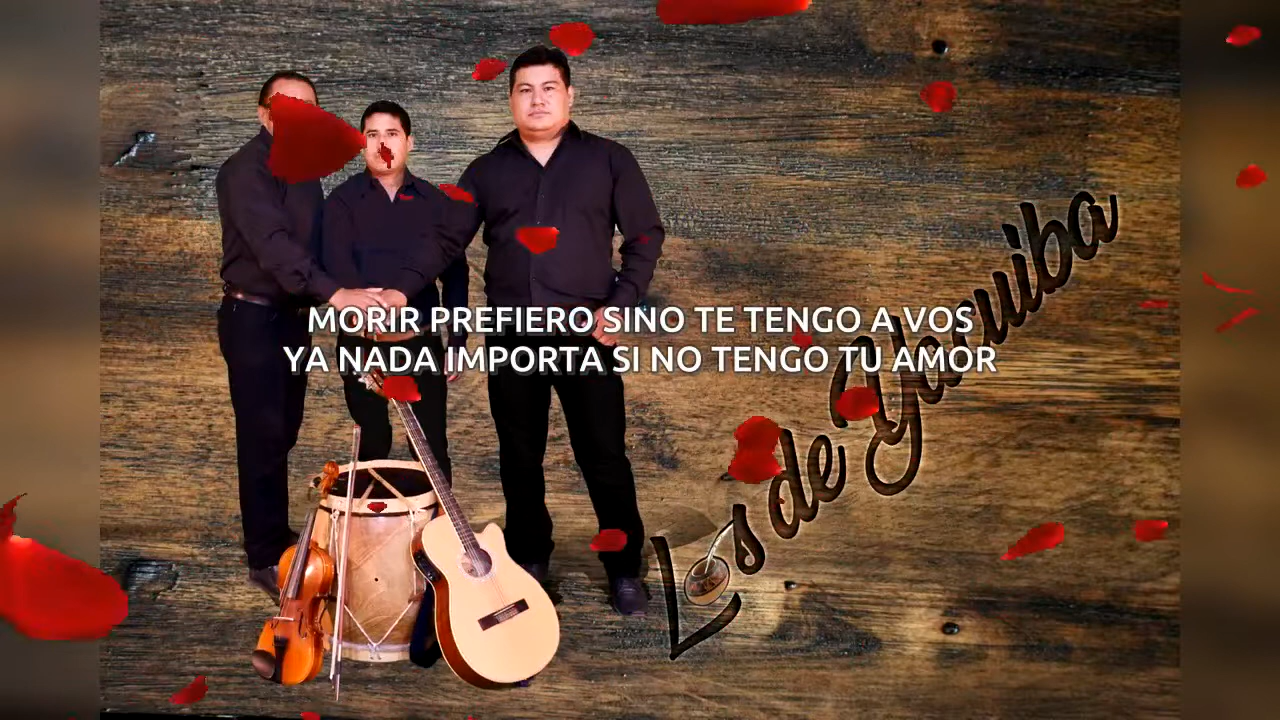 MORIR PREFIERO SINO TE TENGO A VOS
YA NADA IMPORTA SI NO TENGO TU AMOR
Los de Yacuiba